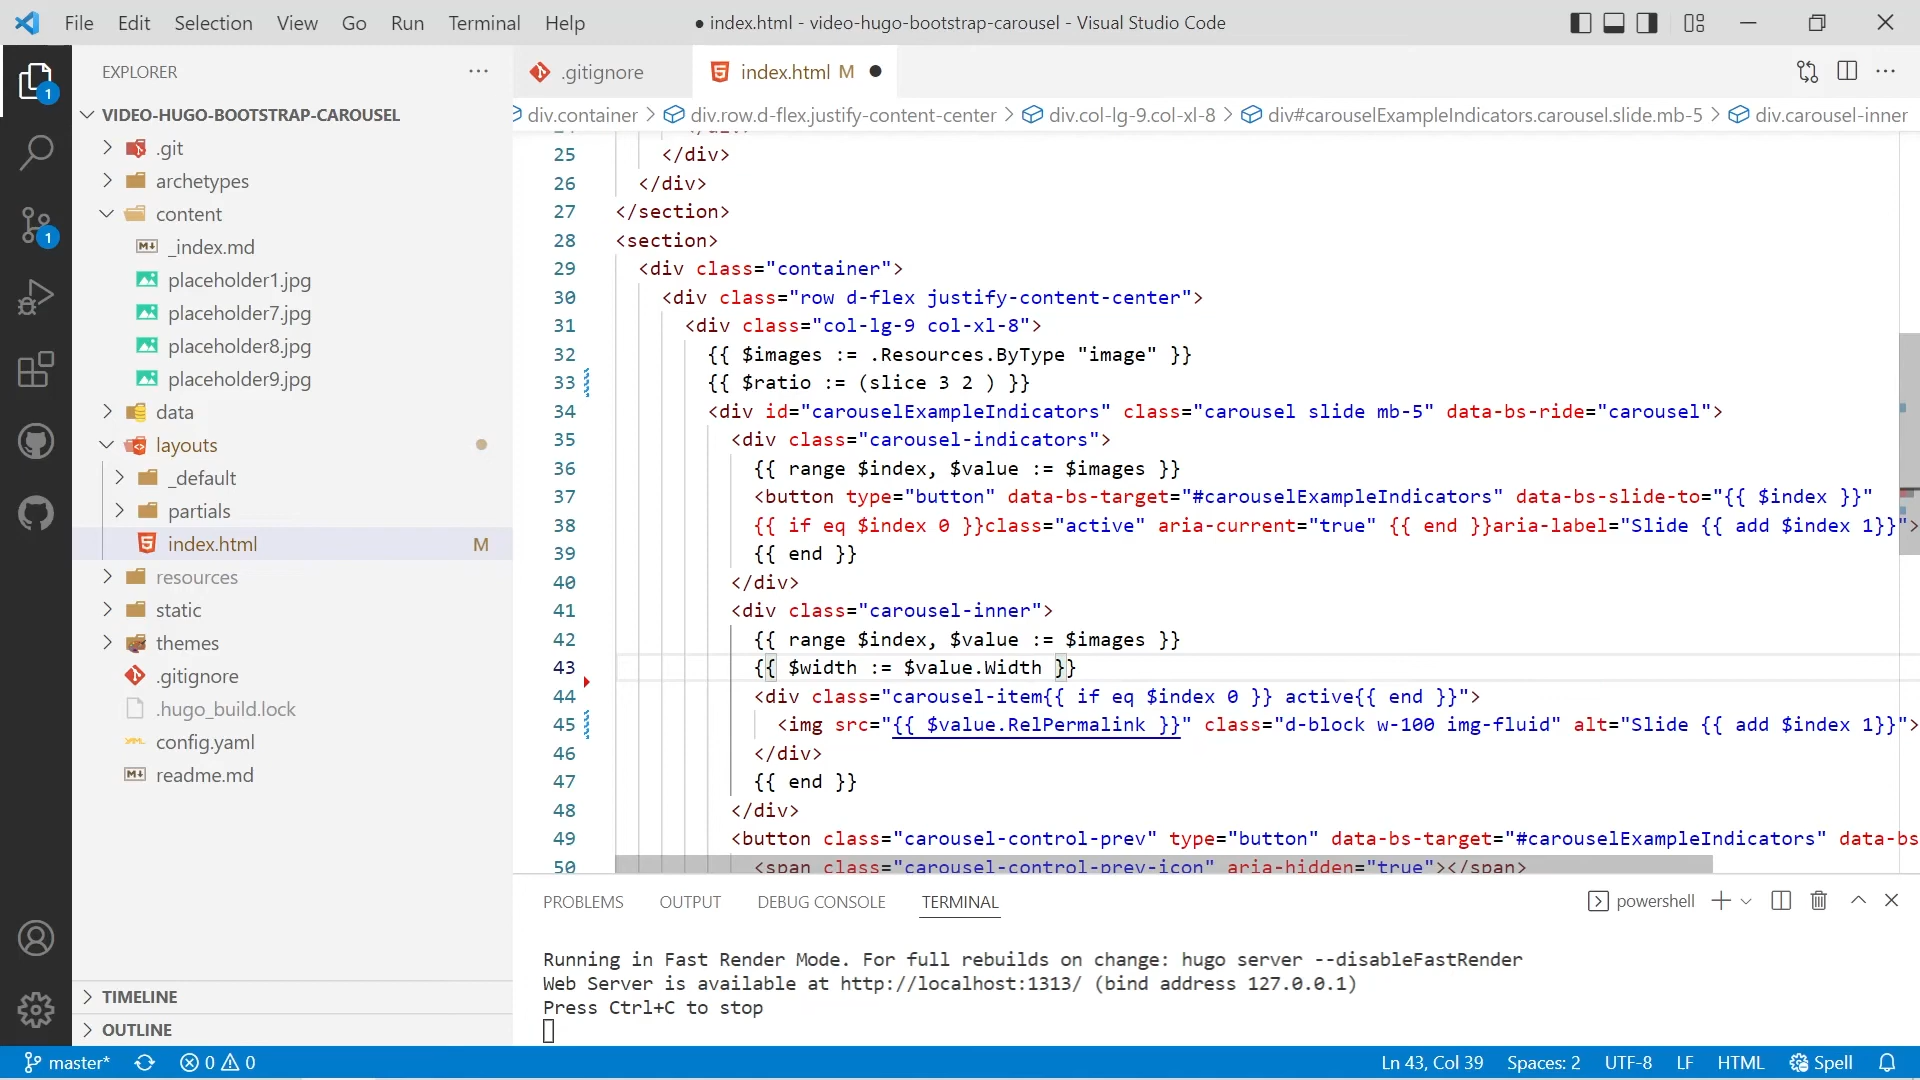 File Edit Selection View Go Run Terminal Help
● index.html - video-hugo-bootstrap-carousel - Visual Studio Code
EXPLORER
.gitignore
index.html M
div.container > div.row.d-flex.justify-content-center > div.col-lg-9.col-xl-8 > div#carouselExampleIndicators.carousel.slide.mb-5 > div.carousel-inner
1
1
VIDEO-HUGO-BOOTSTRAP-CAROUSEL
.git
archetypes
content
_index.md
placeholder1.jpg
placeholder7.jpg
placeholder8.jpg
placeholder9.jpg
data
layouts
_default
partials
index.html M
resources
static
themes
.gitignore
.hugo_build.lock
config.yaml
readme.md
TIMELINE
OUTLINE
25 </div>
26 </div>
27 </section>
28 <section>
29 <div class="container">
30 <div class="row d-flex justify-content-center">
31 <div class="col-lg-9 col-xl-8">
32 {{ $images := .Resources.ByType "image" }}
33 {{ $ratio := (slice 3 2 ) }}
34 <div id="carouselExampleIndicators" class="carousel slide mb-5" data-bs-ride="carousel">
35 <div class="carousel-indicators">
36 {{ range $index, $value := $images }}
37 <button type="button" data-bs-target="#carouselExampleIndicators" data-bs-slide-to="{{ $index }}"
38 {{ if eq $index 0 }}class="active" aria-current="true" {{ end }}aria-label="Slide {{ add $index 1}}">
39 {{ end }}
40 </div>
41 <div class="carousel-inner">
42 {{ range $index, $value := $images }}
43 {{ $width := $value.Width }}
44 <div class="carousel-item{{ if eq $index 0 }} active{{ end }}">
45 <img src="{{ $value.RelPermalink }}" class="d-block w-100 img-fluid" alt="Slide {{ add $index 1}}">
46 </div>
47 {{ end }}
48 </div>
49 <button class="carousel-control-prev" type="button" data-bs-target="#carouselExampleIndicators" data-bs
50 <span class="carousel-control-prev-icon" aria-hidden="true"></span>
PROBLEMS OUTPUT DEBUG CONSOLE TERMINAL
powershell
Running in Fast Render Mode. For full rebuilds on change: hugo server --disableFastRender
Web Server is available at http://localhost:1313/ (bind address 127.0.0.1)
Press Ctrl+C to stop
master* 0 0
Ln 43, Col 39 Spaces: 2 UTF-8 LF HTML Spell